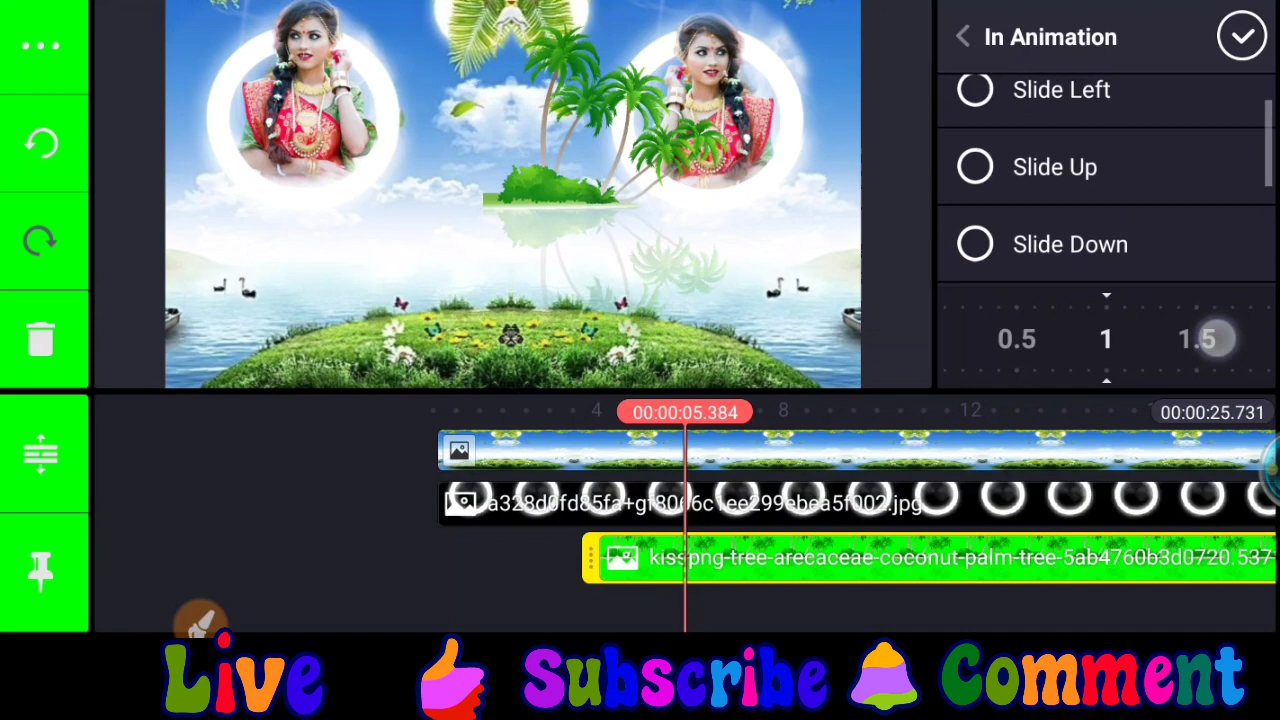 In Animation
Slide Left
Slide Up
Slide Down
0.5 1 1.5
4 00:00:05.384 8 12 00:00:25.731
a328d0fd85fa+gf8066c1ee299ebea5f002.jpg
kisspng-tree-arecaceae-coconut-palm-tree-5ab4760b3d0720.537
Live Subscribe Comment